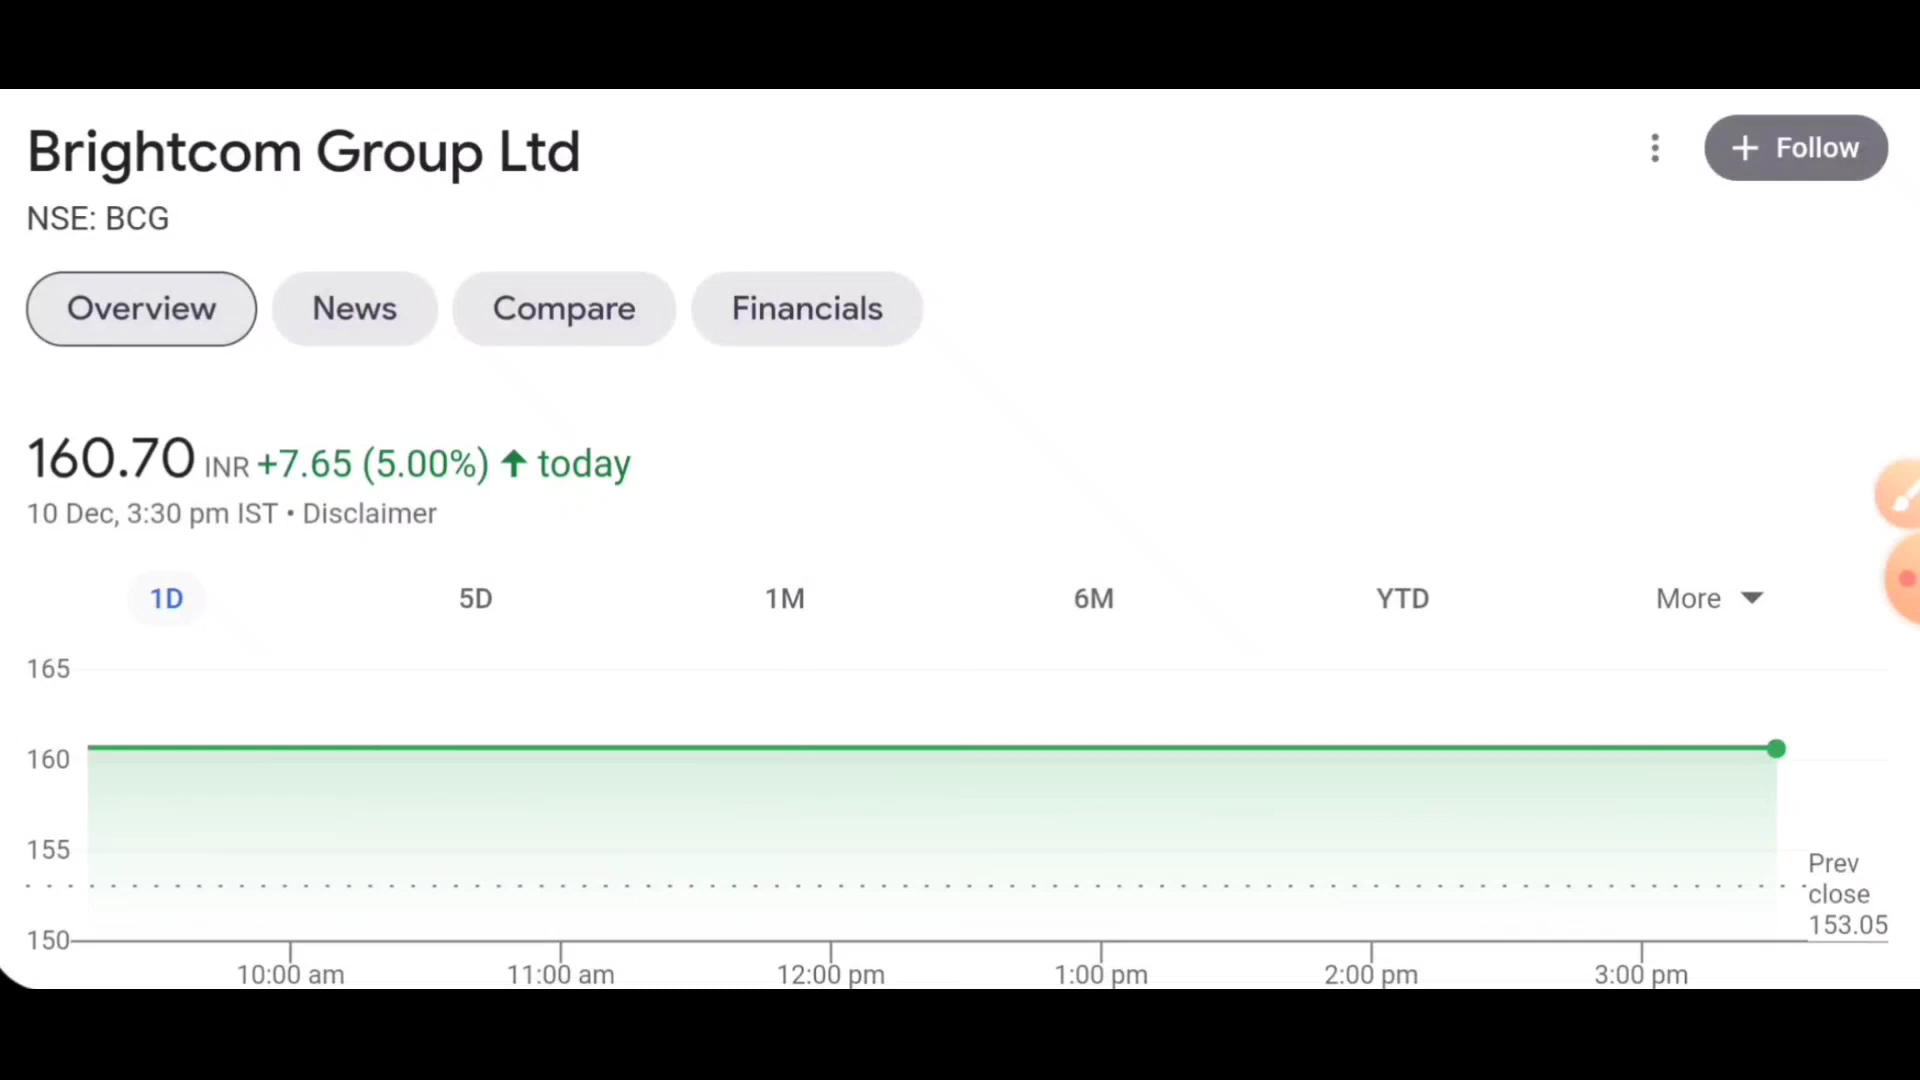 Brightcom Group Ltd
+ Follow
NSE: BCG
Overview News Compare Financials
160.70 INR +7.65 (5.00%) ↑ today
10 Dec, 3:30 pm IST • Disclaimer
1D 5D 1M 6M YTD More
165
160
155
Prev
close
153.05
150
10:00 am 11:00 am 12:00 pm 1:00 pm 2:00 pm 3:00 pm